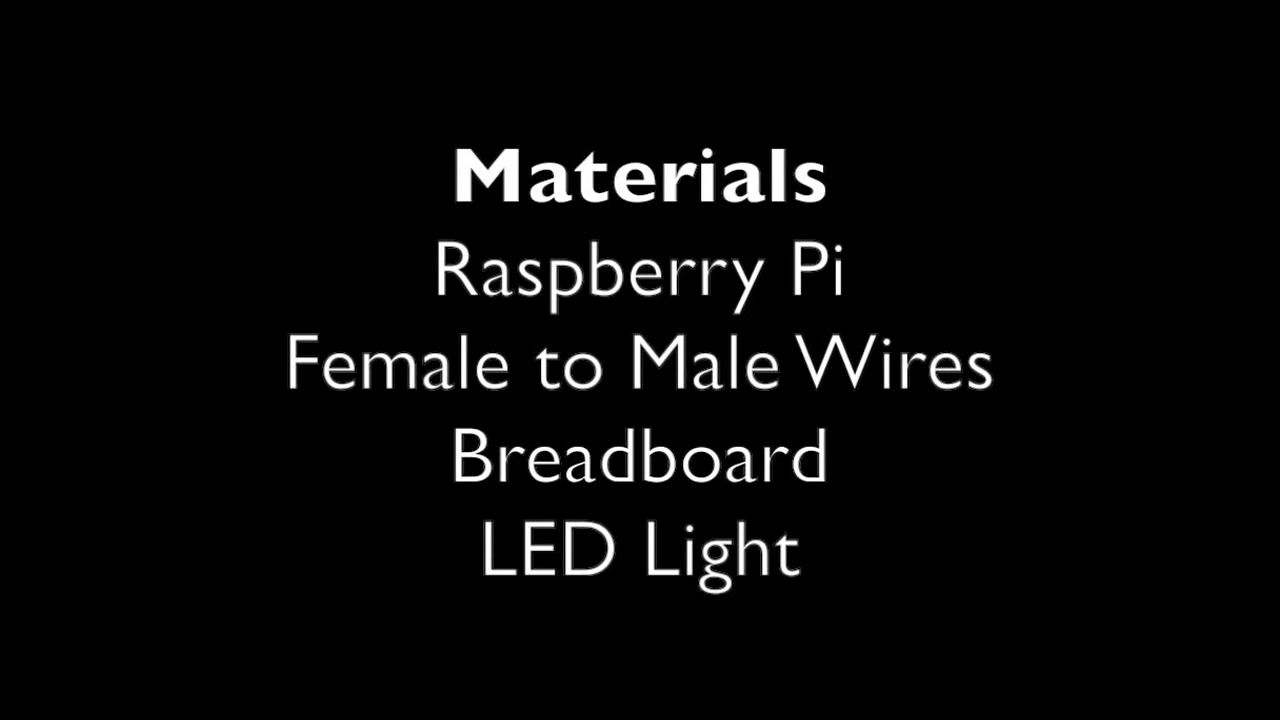 Materials
Raspberry Pi
Female to Male Wires
Breadboard
LED Light